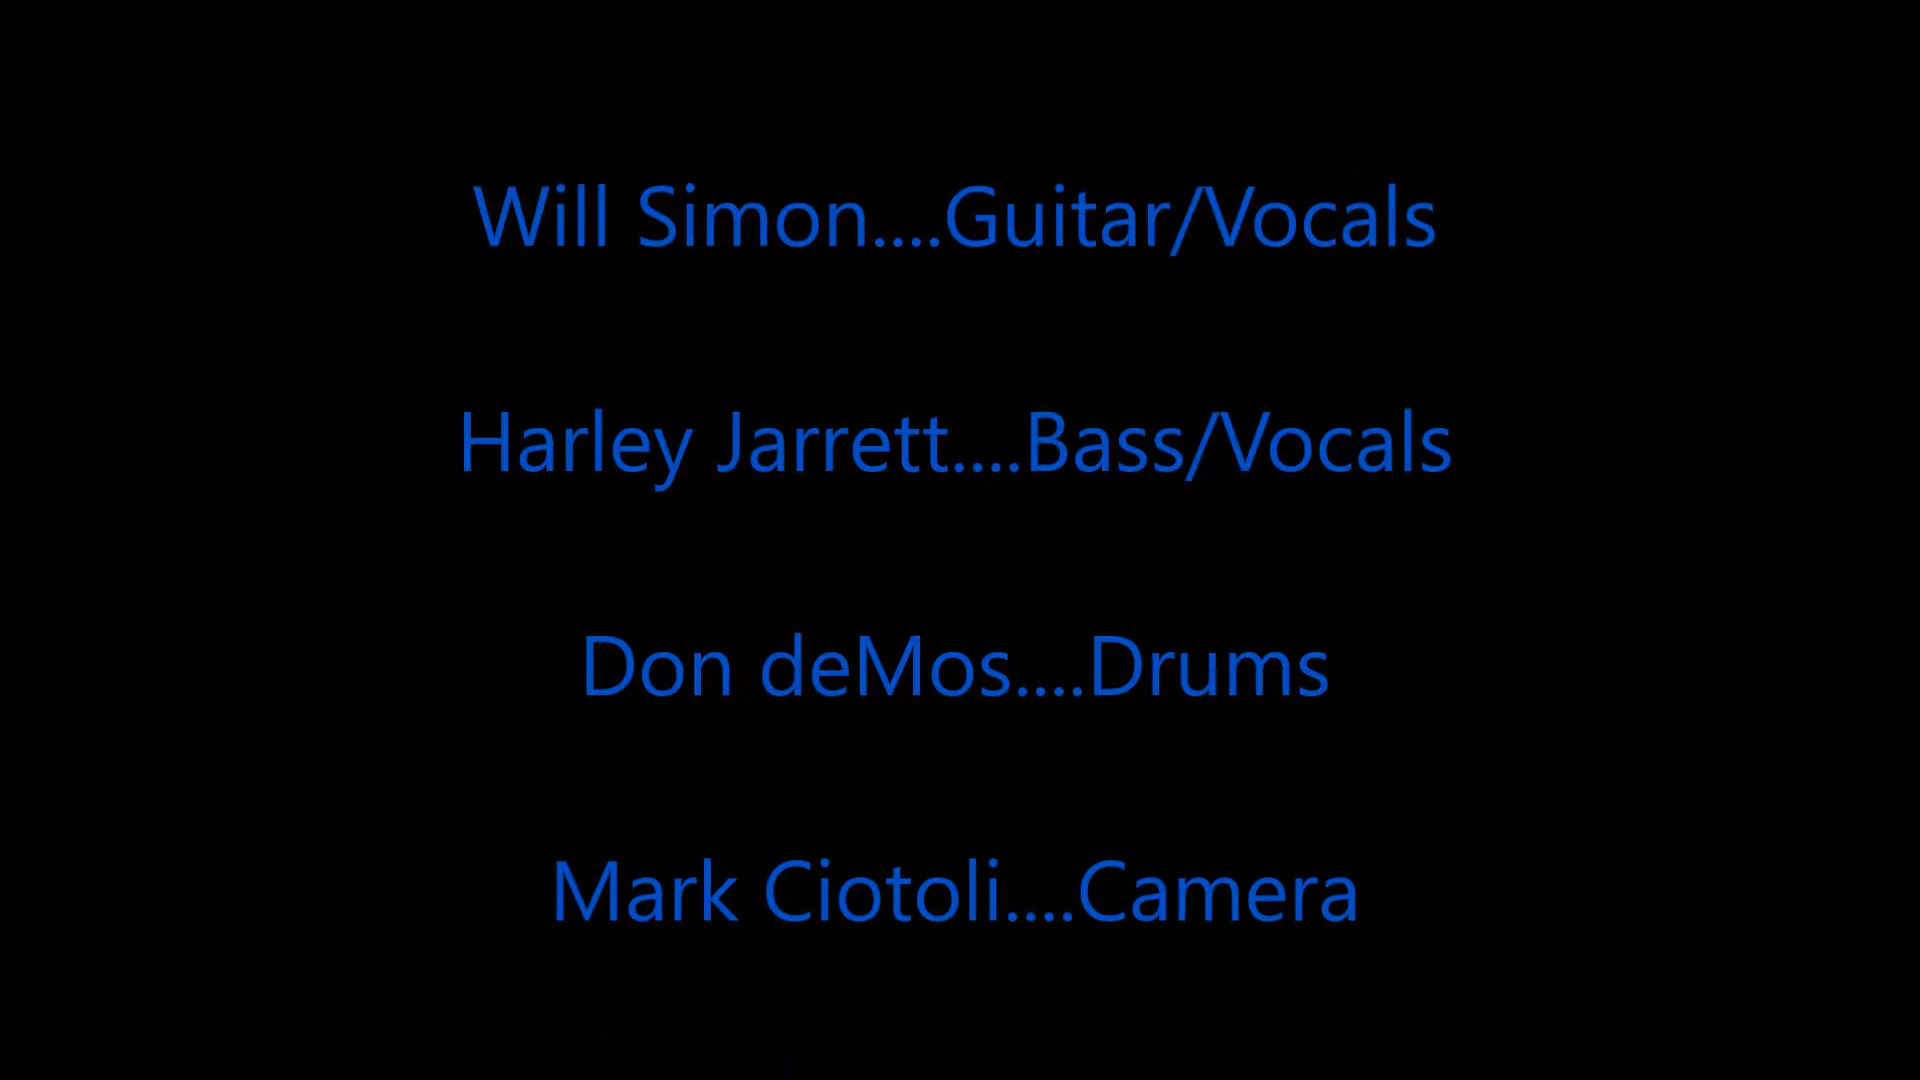 Will Simon....Guitar/Vocals
Harley Jarrett....Bass/Vocals
Don deMos....Drums
Mark Ciotoli....Camera